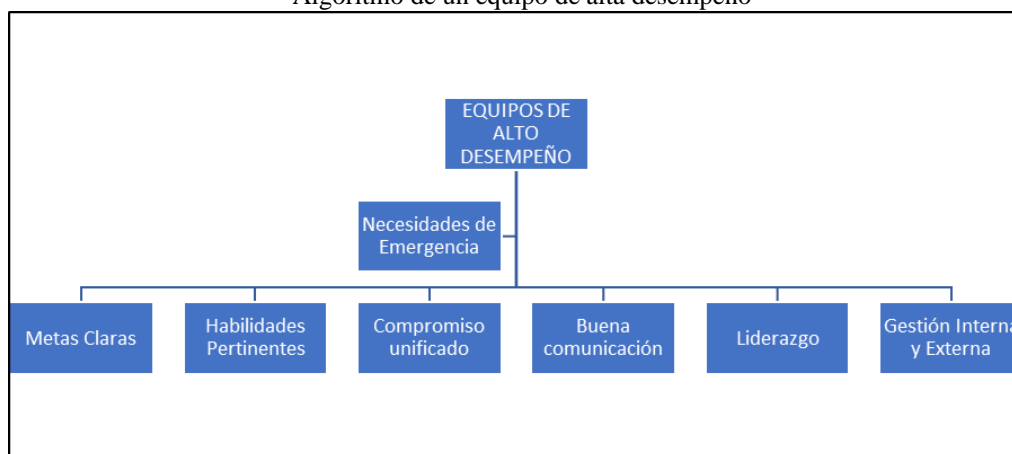 Algoritmo de un equipo de alta desempeño
EQUIPOS DE
ALTO
DESEMPEÑO
Necesidades de
Emergencia
Metas Claras
Habilidades
Pertinentes
Compromiso
unificado
Buena
comunicación
Liderazgo
Gestión Interna
y Externa